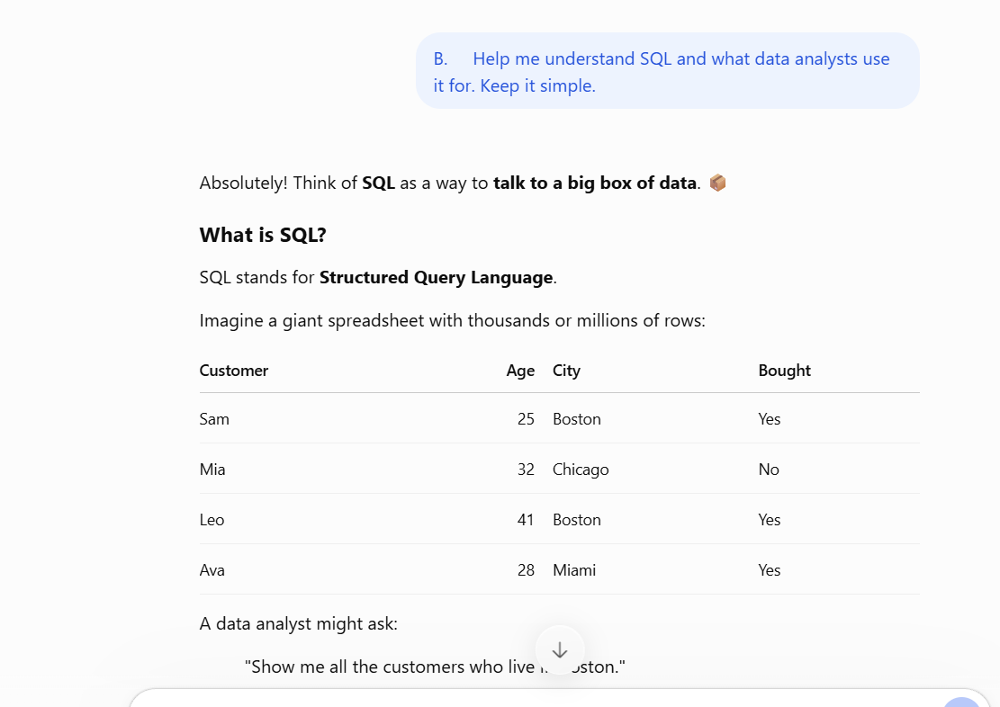 B. Help me understand SQL and what data analysts use
it for. Keep it simple.
Absolutely! Think of SQL as a way to talk to a big box of data. 📦
What is SQL?
SQL stands for Structured Query Language.
Imagine a giant spreadsheet with thousands or millions of rows:
Customer Age City Bought
Sam 25 Boston Yes
Mia 32 Chicago No
Leo 41 Boston Yes
Ava 28 Miami Yes
A data analyst might ask:
"Show me all the customers who live